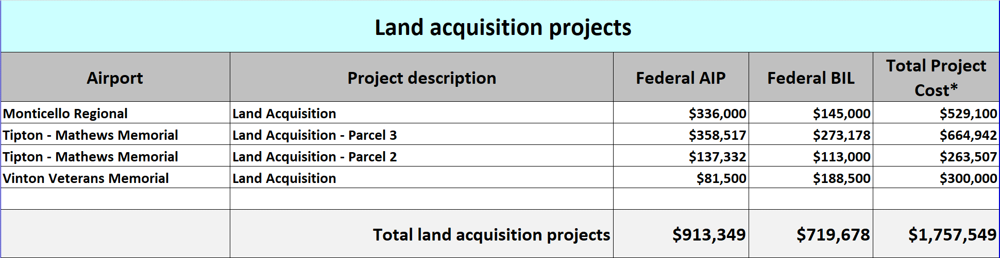 Land acquisition projects
Airport Project description Federal AIP Federal BIL Total Project
Cost*
Monticello Regional Land Acquisition $336,000 $145,000 $529,100
Tipton - Mathews Memorial Land Acquisition - Parcel 3 $358,517 $273,178 $664,942
Tipton - Mathews Memorial Land Acquisition - Parcel 2 $137,332 $113,000 $263,507
Vinton Veterans Memorial Land Acquisition $81,500 $188,500 $300,000
Total land acquisition projects $913,349 $719,678 $1,757,549